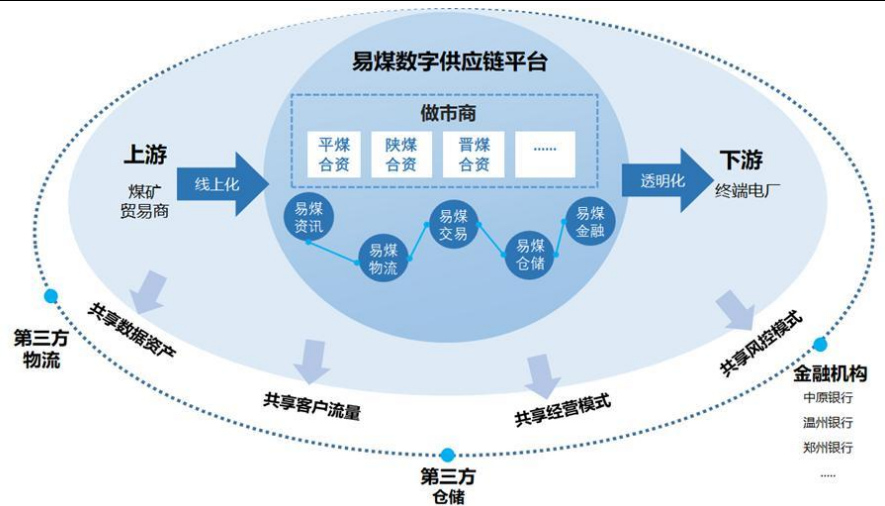 易煤数字供应链平台
做市商
平煤
合资
陕煤
合资
晋煤
合资
......
上游
煤矿
贸易商
线上化
透明化
下游
终端电厂
易煤
资讯
易煤
物流
易煤
交易
易煤
仓储
易煤
金融
共享数据资产
共享客户流量
共享经营模式
共享风控模式
第三方
物流
第三方
仓储
金融机构
中原银行
温州银行
郑州银行
.....